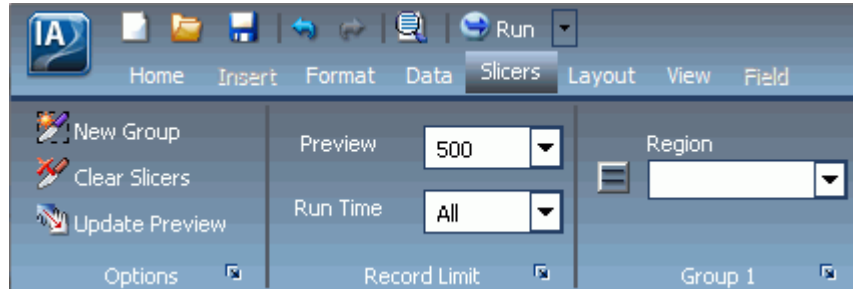 IA
Run
Home Insert Format Data Slicers Layout View Field
New Group
Clear Slicers
Update Preview
Options
Preview 500
Run Time All
Record Limit
Region
Group 1